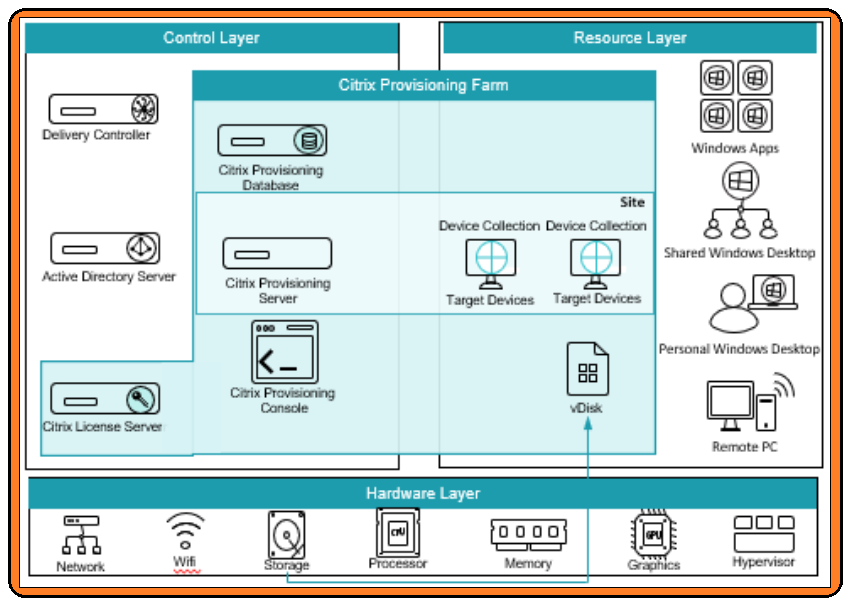 Control Layer
Resource Layer
Citrix Provisioning Farm
Delivery Controller
Citrix Provisioning
Database
Windows Apps
Site
Device Collection Device Collection
Active Directory Server
Citrix Provisioning
Server
Target Devices
Target Devices
Shared Windows Desktop
Citrix Provisioning
Console
vDisk
Personal Windows Desktop
Citrix License Server
Remote PC
Hardware Layer
CPU
GPU
Network
Wifi
Storage
Processor
Memory
Graphics
Hypervisor